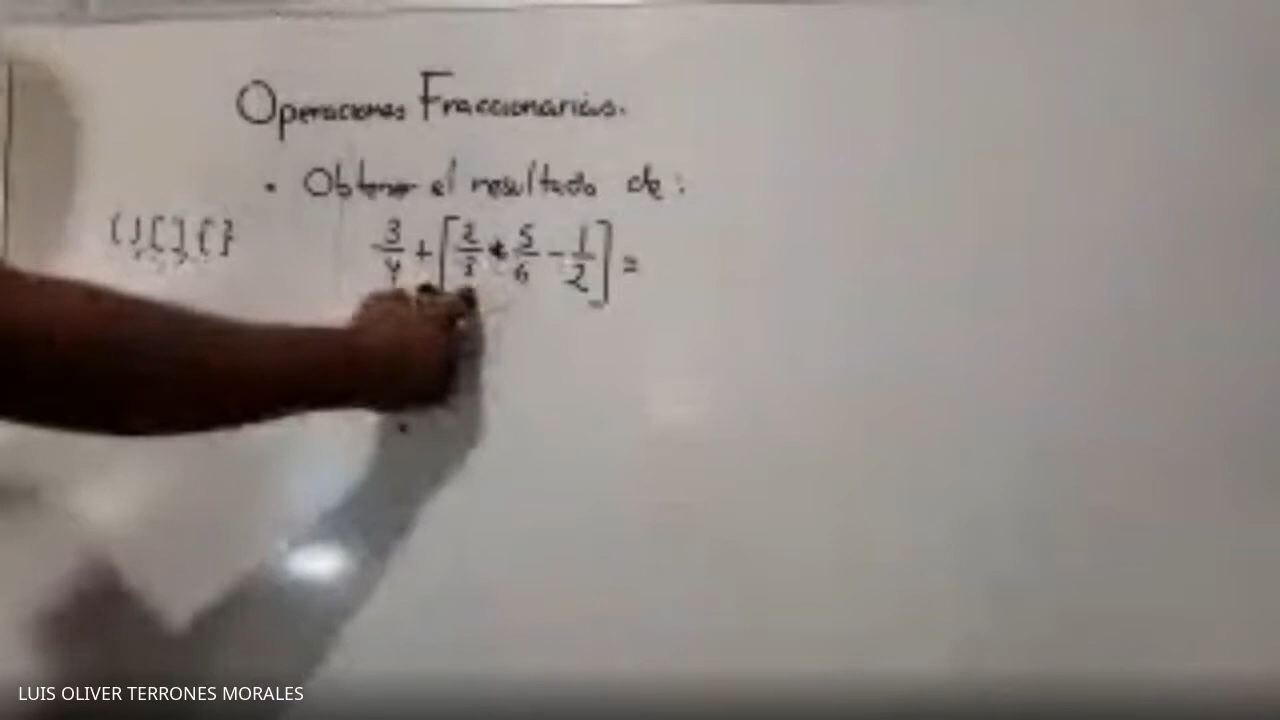 Operaciones Fraccionarias.
• Obtener el resultado de:
( ) [ ] { }
3/4 + [ 2/3 + 5/6 - 1/2 ] =
LUIS OLIVER TERRONES MORALES